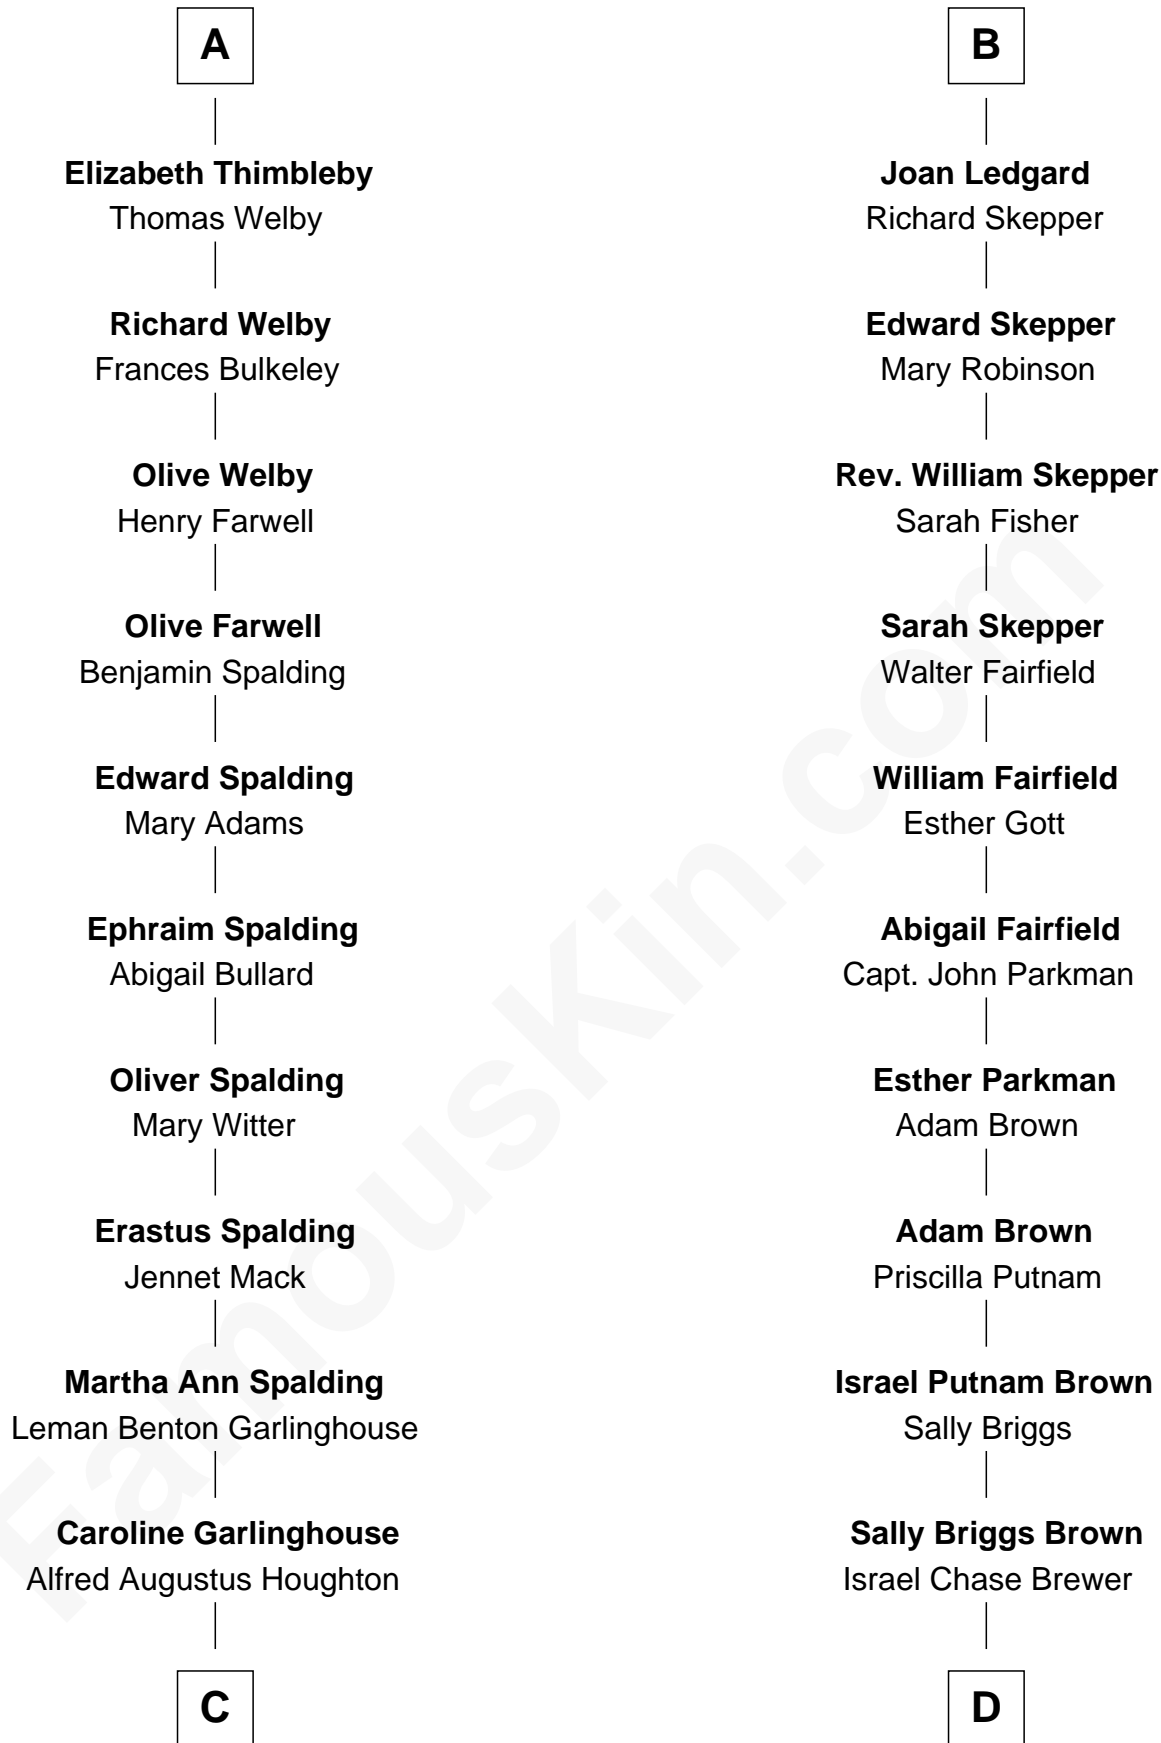 A
Elizabeth Thimbleby
Thomas Welby
Richard Welby
Frances Bulkeley
Olive Welby
Henry Farwell
Olive Farwell
Benjamin Spalding
Edward Spalding
Mary Adams
Ephraim Spalding
Abigail Bullard
Oliver Spalding
Mary Witter
Erastus Spalding
Jennet Mack
Martha Ann Spalding
Leman Benton Garlinghouse
Caroline Garlinghouse
Alfred Augustus Houghton
C
B
Joan Ledgard
Richard Skepper
Edward Skepper
Mary Robinson
Rev. William Skepper
Sarah Fisher
Sarah Skepper
Walter Fairfield
William Fairfield
Esther Gott
Abigail Fairfield
Capt. John Parkman
Esther Parkman
Adam Brown
Adam Brown
Priscilla Putnam
Israel Putnam Brown
Sally Briggs
Sally Briggs Brown
Israel Chase Brewer
D
FamousKin.com